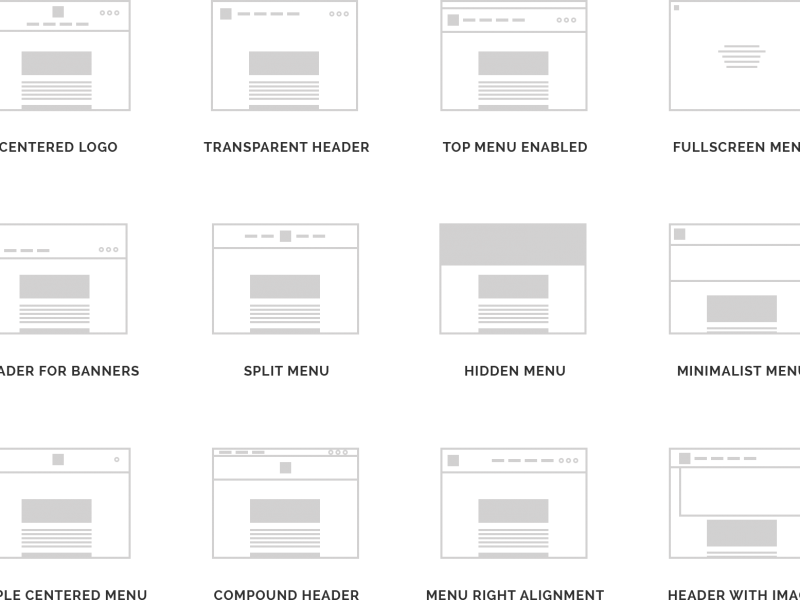 CENTERED LOGO
TRANSPARENT HEADER
TOP MENU ENABLED
FULLSCREEN MEN
ADER FOR BANNERS
SPLIT MENU
HIDDEN MENU
MINIMALIST MENU
PLE CENTERED MENU
COMPOUND HEADER
MENU RIGHT ALIGNMENT
HEADER WITH IMAG